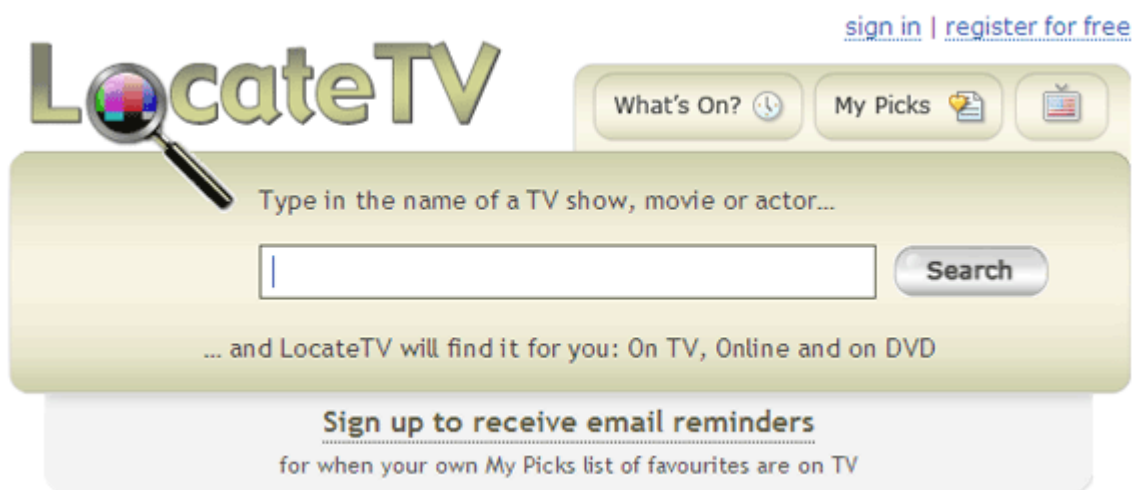 sign in | register for free
LocateTV
What's On?
My Picks
Type in the name of a TV show, movie or actor...
Search
... and LocateTV will find it for you: On TV, Online and on DVD
Sign up to receive email reminders
for when your own My Picks list of favourites are on TV